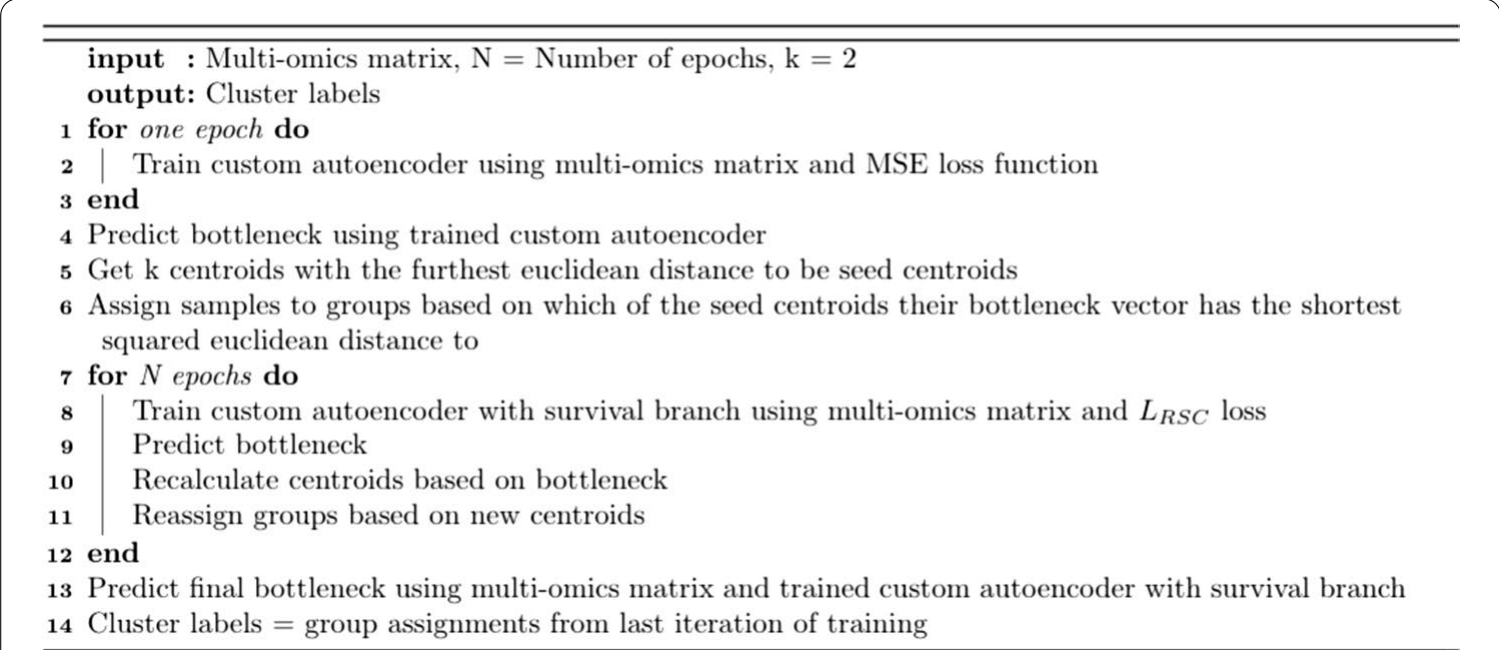 input : Multi-omics matrix, N = Number of epochs, k = 2
output: Cluster labels
1 for one epoch do
2 Train custom autoencoder using multi-omics matrix and MSE loss function
3 end
4 Predict bottleneck using trained custom autoencoder
5 Get k centroids with the furthest euclidean distance to be seed centroids
6 Assign samples to groups based on which of the seed centroids their bottleneck vector has the shortest
squared euclidean distance to
7 for N epochs do
8 Train custom autoencoder with survival branch using multi-omics matrix and L_RSC loss
9 Predict bottleneck
10 Recalculate centroids based on bottleneck
11 Reassign groups based on new centroids
12 end
13 Predict final bottleneck using multi-omics matrix and trained custom autoencoder with survival branch
14 Cluster labels = group assignments from last iteration of training